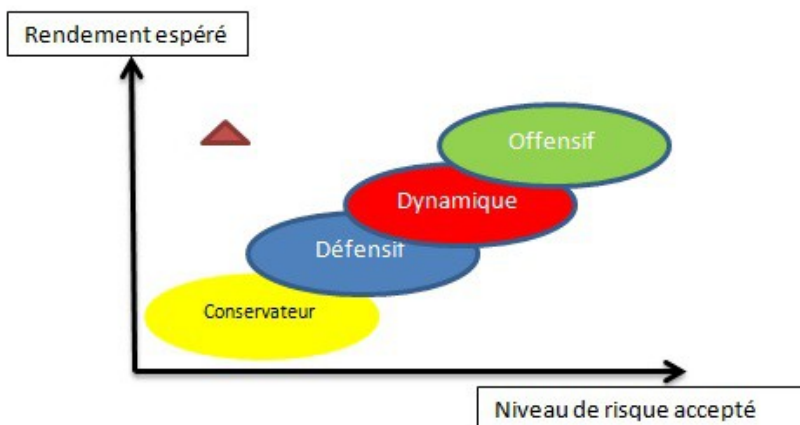 Rendement espéré
Offensif
Dynamique
Défensif
Conservateur
Niveau de risque accepté